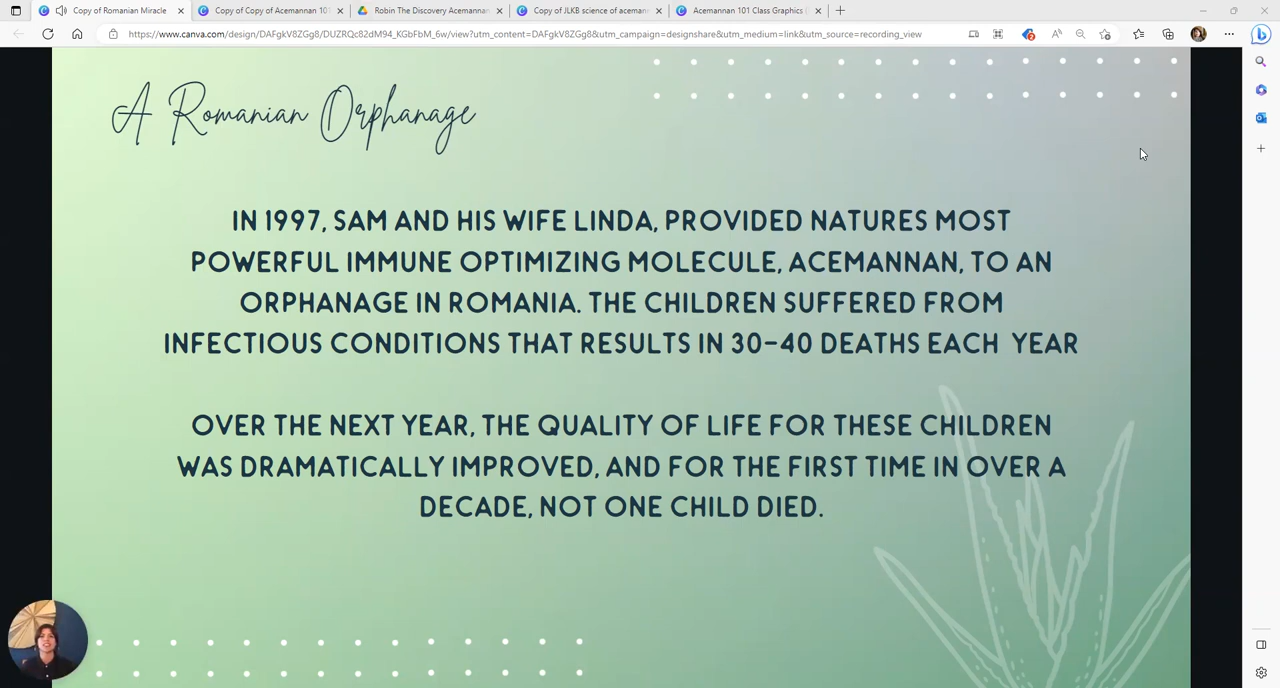 Copy of Romanian Miracle
Copy of Copy of Acemannan 101
Robin The Discovery Acemannan
Copy of JLKB science of aceman
Acemannan 101 Class Graphics (
https://www.canva.com/design/DAFgkV8ZGg8/DUZRQc82dM94_KGbFbM_6w/view?utm_content=DAFgkV8ZGg8&utm_campaign=designshare&utm_medium=link&utm_source=recording_view
A Romanian Orphanage
IN 1997, SAM AND HIS WIFE LINDA, PROVIDED NATURES MOST
POWERFUL IMMUNE OPTIMIZING MOLECULE, ACEMANNAN, TO AN
ORPHANAGE IN ROMANIA. THE CHILDREN SUFFERED FROM
INFECTIOUS CONDITIONS THAT RESULTS IN 30-40 DEATHS EACH YEAR
OVER THE NEXT YEAR, THE QUALITY OF LIFE FOR THESE CHILDREN
WAS DRAMATICALLY IMPROVED, AND FOR THE FIRST TIME IN OVER A
DECADE, NOT ONE CHILD DIED.